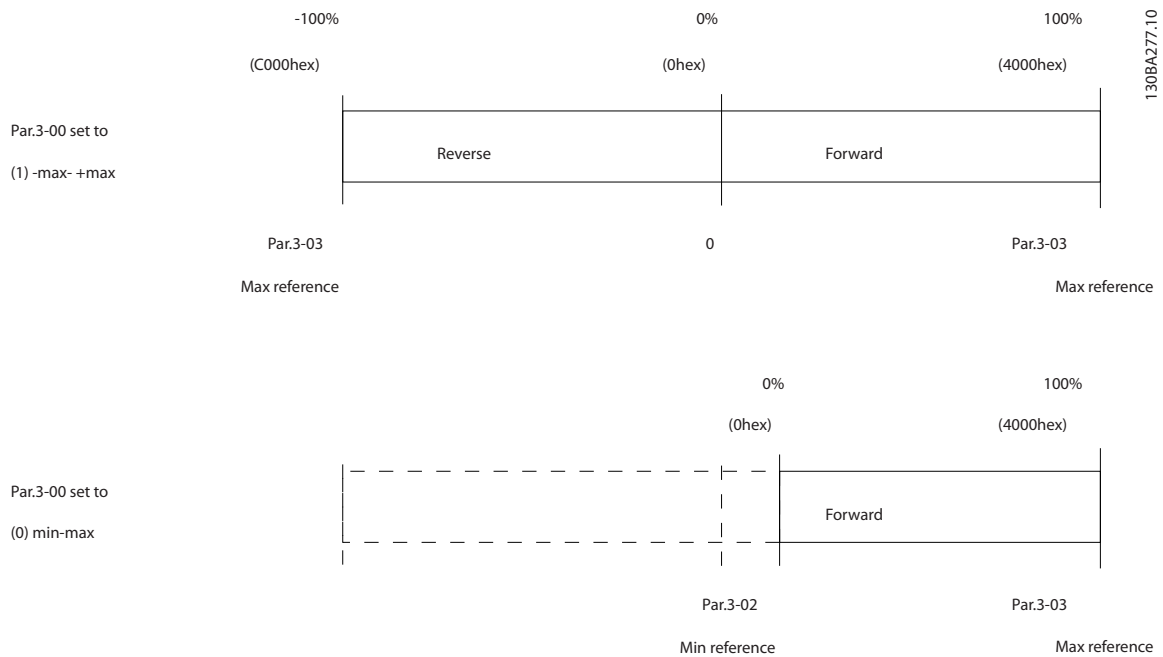 -100% 0% 100%
(C000hex) (0hex) (4000hex)
130BA277.10
Par.3-00 set to
(1) -max- +max
Reverse Forward
Par.3-03 0 Par.3-03
Max reference Max reference
0% 100%
(0hex) (4000hex)
Par.3-00 set to
(0) min-max
Forward
Par.3-02 Par.3-03
Min reference Max reference